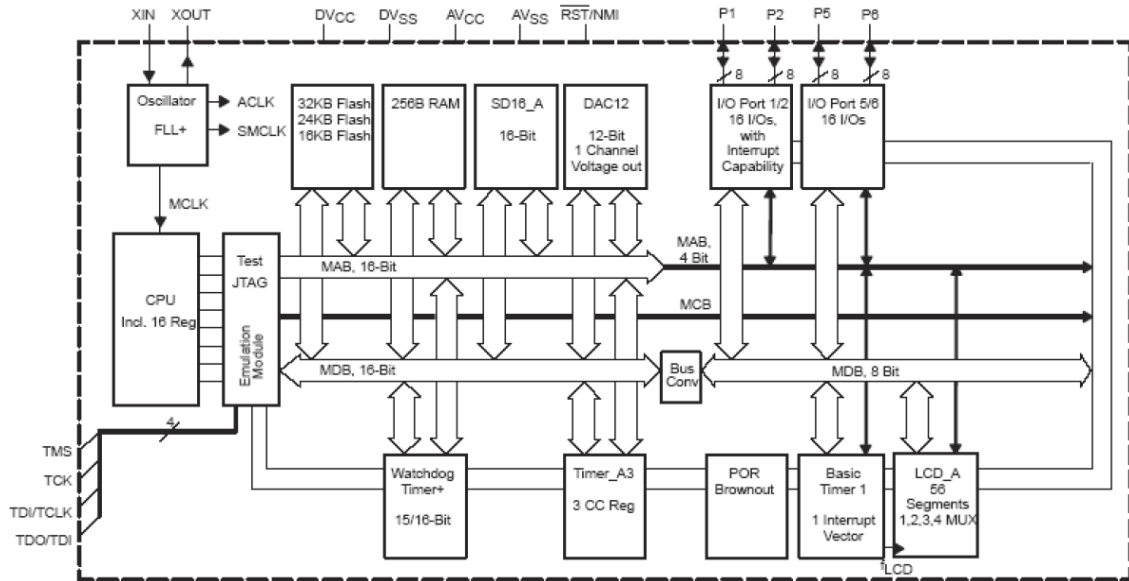 XIN
XOUT
DVCC
DVSS
AVCC
AVSS
RST/NMI
P1
P2
P5
P6
8
8
8
8
Oscillator
FLL+
ACLK
SMCLK
32KB Flash
24KB Flash
16KB Flash
256B RAM
SD16_A
16-Bit
DAC12
12-Bit
1 Channel
Voltage out
I/O Port 1/2
16 I/Os,
with
Interrupt
Capability
I/O Port 5/6
16 I/Os
MCLK
CPU
Incl. 16 Reg
Test
JTAG
Emulation
Module
MAB, 16-Bit
MAB,
4 Bit
MCB
MDB, 16-Bit
Bus
Conv
MDB, 8 Bit
4
TMS
TCK
TDI/TCLK
TDO/TDI
Watchdog
Timer+
15/16-Bit
Timer_A3
3 CC Reg
POR
Brownout
Basic
Timer 1
1 Interrupt
Vector
LCD_A
56
Segments
1,2,3,4 MUX
fLCD